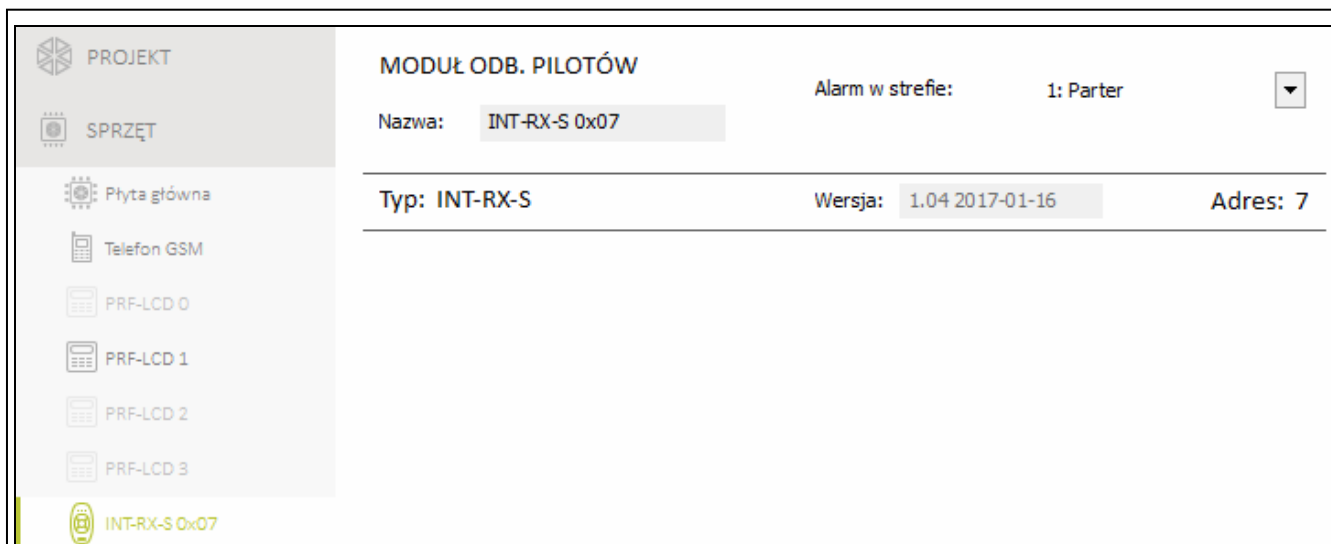 PROJEKT
SPRZĘT
Płyta główna
Telefon GSM
PRF-LCD 0
PRF-LCD 1
PRF-LCD 2
PRF-LCD 3
INT-RX-S 0x07
MODUŁ ODB. PILOTÓW
Alarm w strefie: 1: Parter
Nazwa: INT-RX-S 0x07
Typ: INT-RX-S Wersja: 1.04 2017-01-16 Adres: 7